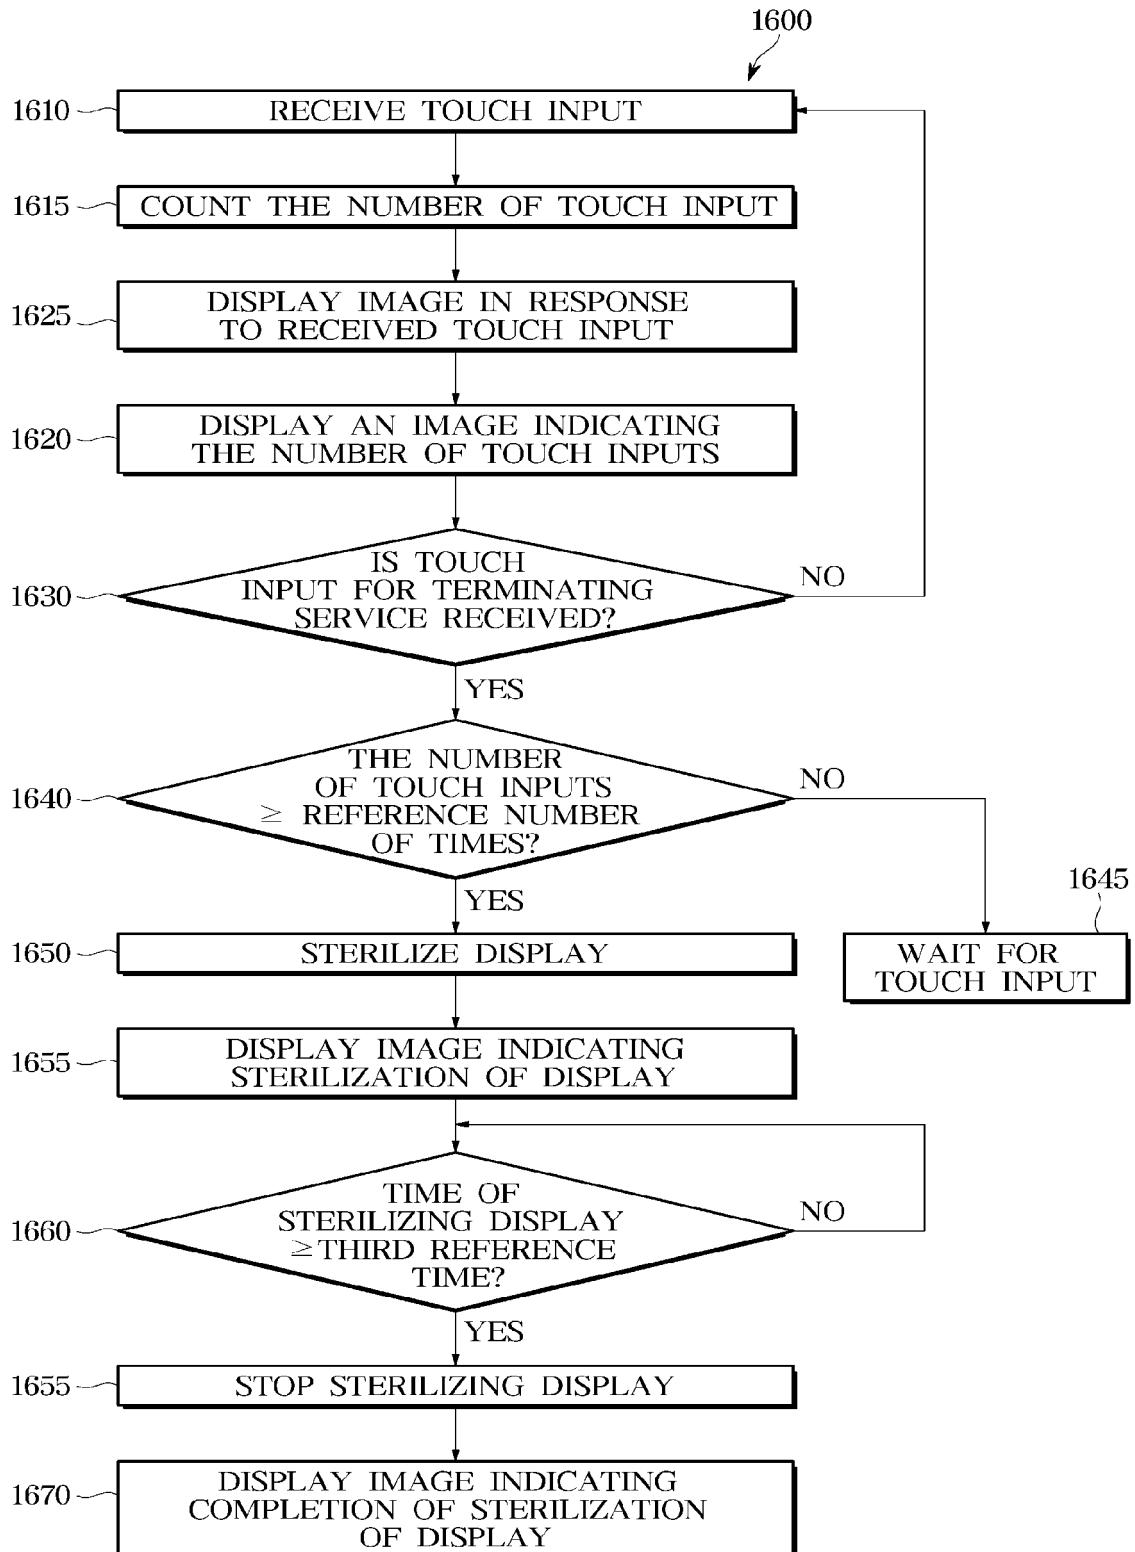 1600
1610
RECEIVE TOUCH INPUT
1615
COUNT THE NUMBER OF TOUCH INPUT
1625
DISPLAY IMAGE IN RESPONSE
TO RECEIVED TOUCH INPUT
1620
DISPLAY AN IMAGE INDICATING
THE NUMBER OF TOUCH INPUTS
1630
IS TOUCH
INPUT FOR TERMINATING
SERVICE RECEIVED?
NO
YES
1640
THE NUMBER
OF TOUCH INPUTS
≥ REFERENCE NUMBER
OF TIMES?
NO
YES
1645
WAIT FOR
TOUCH INPUT
1650
STERILIZE DISPLAY
1655
DISPLAY IMAGE INDICATING
STERILIZATION OF DISPLAY
1660
TIME OF
STERILIZING DISPLAY
≥THIRD REFERENCE
TIME?
NO
YES
1655
STOP STERILIZING DISPLAY
1670
DISPLAY IMAGE INDICATING
COMPLETION OF STERILIZATION
OF DISPLAY